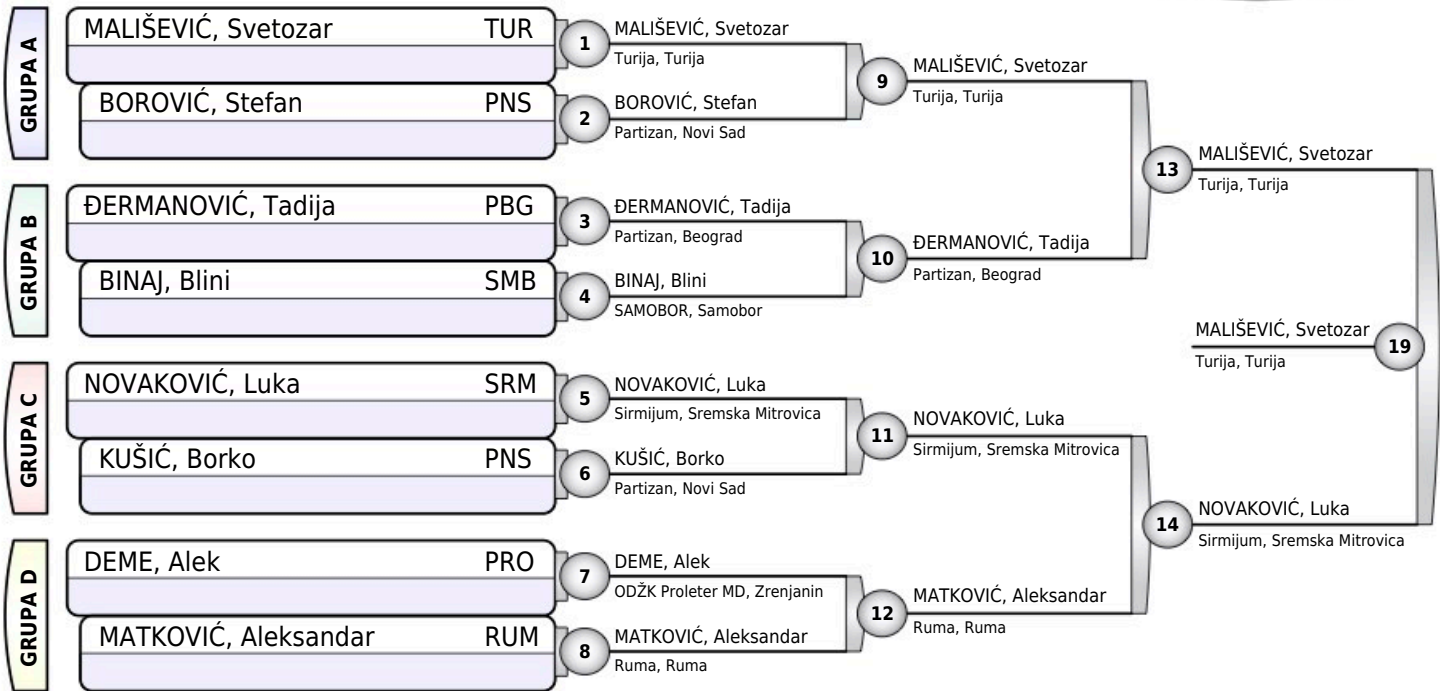 GRUPA A
MALIŠEVIĆ, Svetozar TUR
BOROVIĆ, Stefan PNS
GRUPA B
ĐERMANOVIĆ, Tadija PBG
BINAJ, Blini SMB
GRUPA C
NOVAKOVIĆ, Luka SRM
KUŠIĆ, Borko PNS
GRUPA D
DEME, Alek PRO
MATKOVIĆ, Aleksandar RUM
1
MALIŠEVIĆ, Svetozar
Turija, Turija
2
BOROVIĆ, Stefan
Partizan, Novi Sad
3
ĐERMANOVIĆ, Tadija
Partizan, Beograd
4
BINAJ, Blini
SAMOBOR, Samobor
5
NOVAKOVIĆ, Luka
Sirmijum, Sremska Mitrovica
6
KUŠIĆ, Borko
Partizan, Novi Sad
7
DEME, Alek
ODŽK Proleter MD, Zrenjanin
8
MATKOVIĆ, Aleksandar
Ruma, Ruma
9
MALIŠEVIĆ, Svetozar
Turija, Turija
10
ĐERMANOVIĆ, Tadija
Partizan, Beograd
11
NOVAKOVIĆ, Luka
Sirmijum, Sremska Mitrovica
12
MATKOVIĆ, Aleksandar
Ruma, Ruma
13
MALIŠEVIĆ, Svetozar
Turija, Turija
14
NOVAKOVIĆ, Luka
Sirmijum, Sremska Mitrovica
MALIŠEVIĆ, Svetozar
Turija, Turija
19